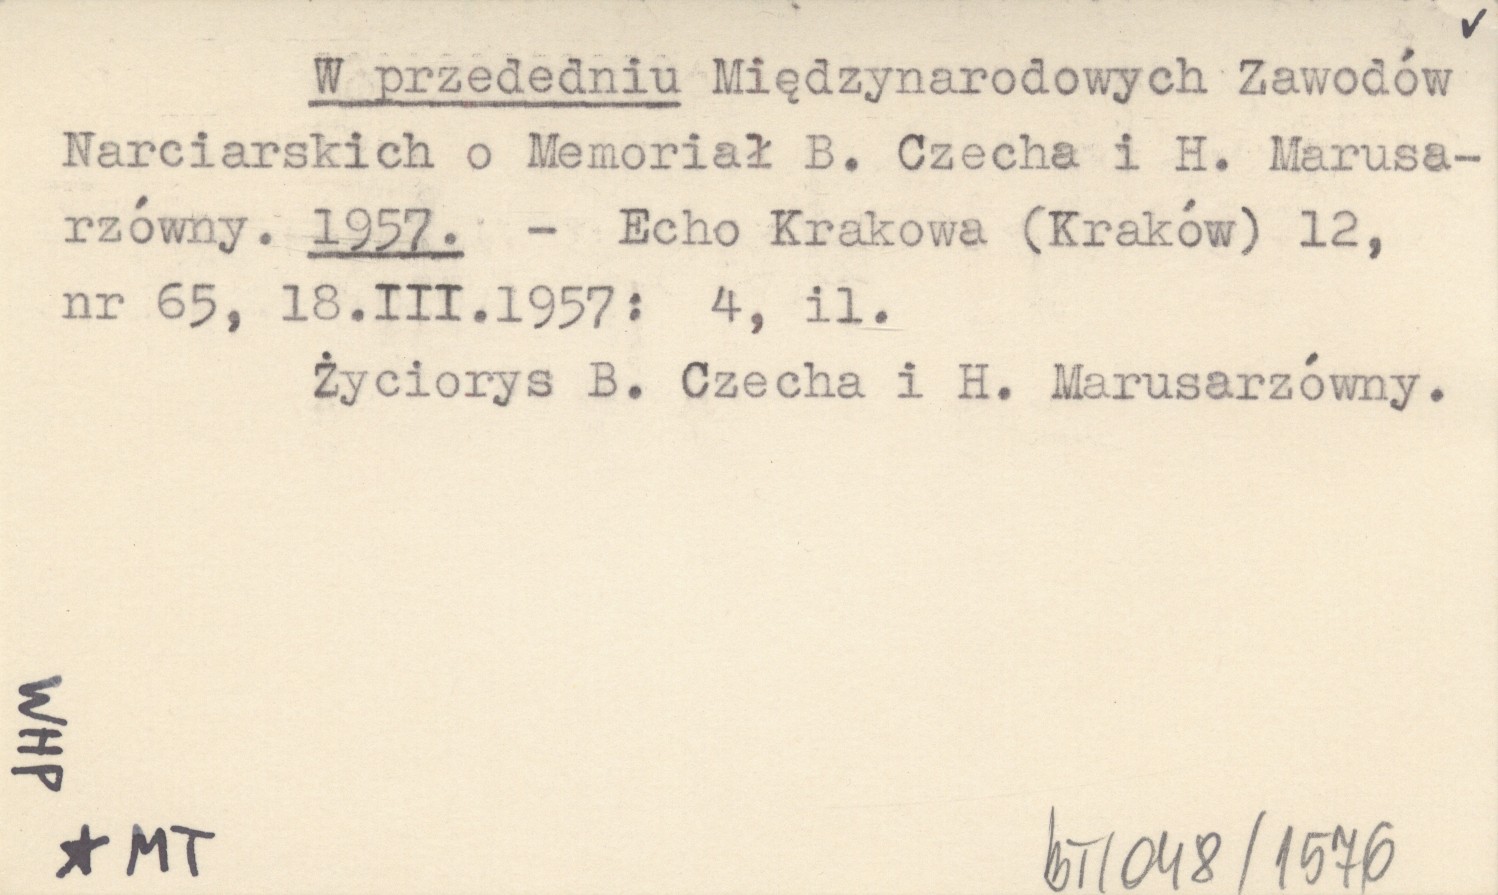 ✓
W przededniu Międzynarodowych Zawodów
Narciarskich o Memoriał B. Czecha i H. Marusa-
rzówny. 1957. - Echo Krakowa (Kraków) 12,
nr 65, 18.III.1957: 4, il.
Życiorys B. Czecha i H. Marusarzówny.
WHP
★ MT
048/1576